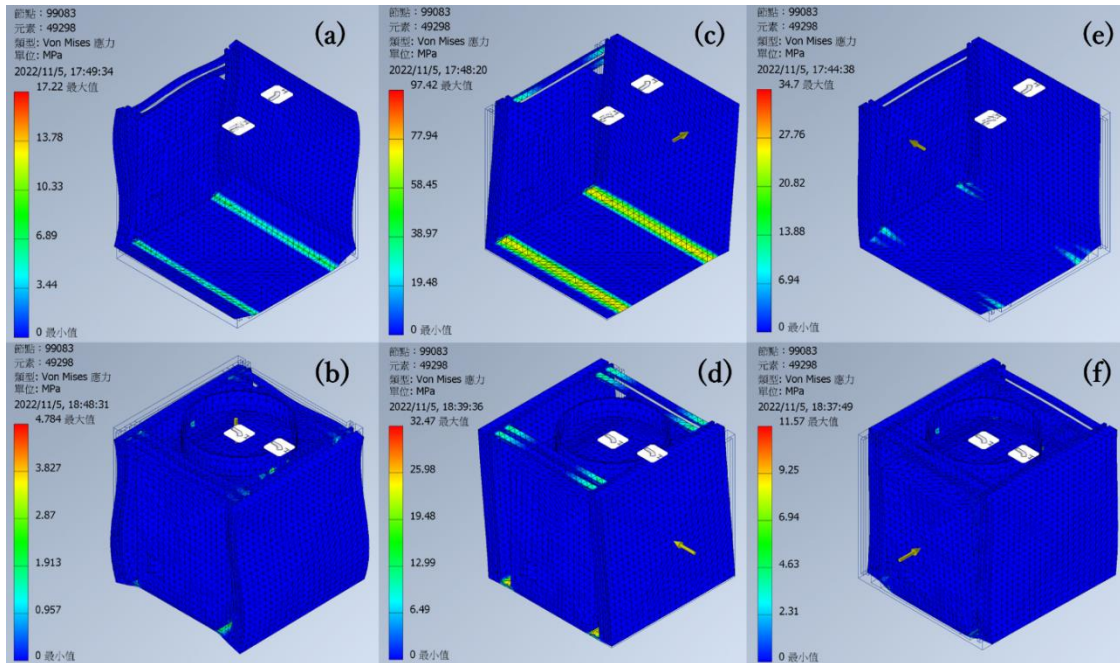 節點：99083
元素：49298
類型: Von Mises 應力
單位: MPa
2022/11/5, 17:49:34
17.22 最大值
13.78
10.33
6.89
3.44
0 最小值
(a)
節點：99083
元素：49298
類型: Von Mises 應力
單位: MPa
2022/11/5, 17:48:20
97.42 最大值
77.94
58.45
38.97
19.48
0 最小值
(c)
節點：99083
元素：49298
類型: Von Mises 應力
單位: MPa
2022/11/5, 17:44:38
34.7 最大值
27.76
20.82
13.88
6.94
0 最小值
(e)
節點：99083
元素：49298
類型: Von Mises 應力
單位: MPa
2022/11/5, 18:48:31
4.784 最大值
3.827
2.87
1.913
0.957
0 最小值
(b)
節點：99083
元素：49298
類型: Von Mises 應力
單位: MPa
2022/11/5, 18:39:36
32.47 最大值
25.98
19.48
12.99
6.49
0 最小值
(d)
節點：99083
元素：49298
類型: Von Mises 應力
單位: MPa
2022/11/5, 18:37:49
11.57 最大值
9.25
6.94
4.63
2.31
0 最小值
(f)